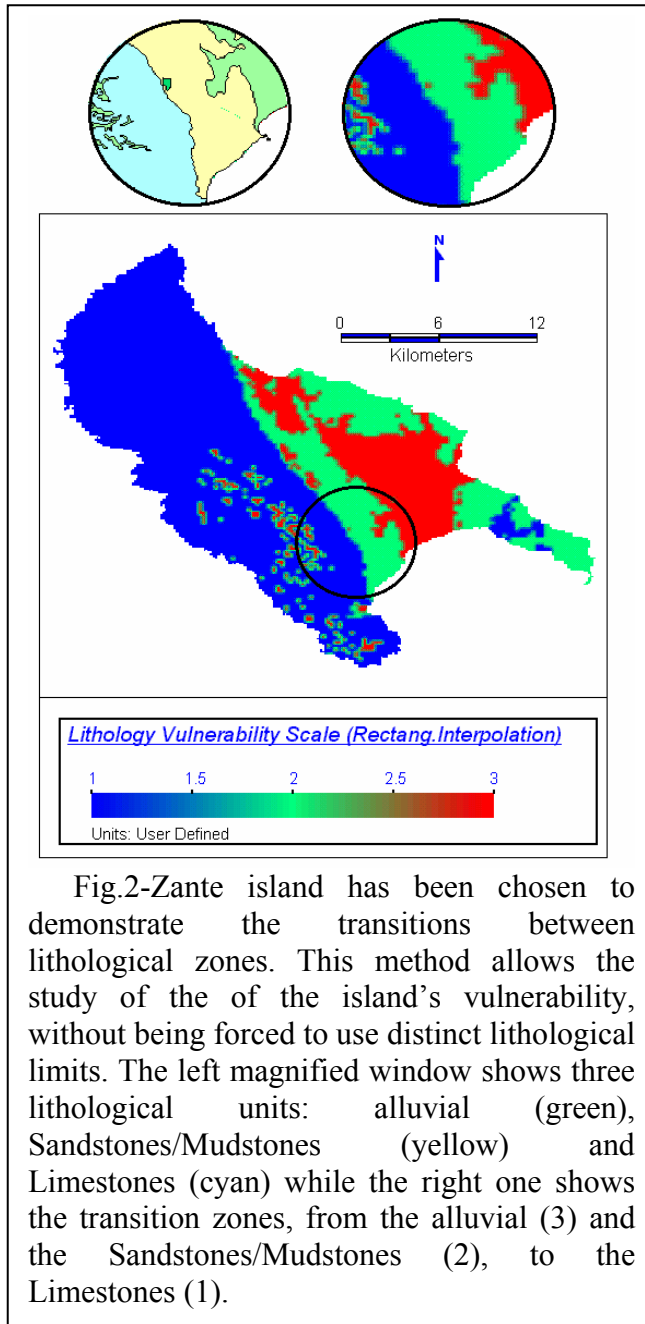 N
0 6 12
Kilometers
Lithology Vulnerability Scale (Rectang.Interpolation)
1 1.5 2 2.5 3
Units: User Defined
Fig.2-Zante island has been chosen to
demonstrate the transitions between
lithological zones. This method allows the
study of the of the island's vulnerability,
without being forced to use distinct lithological
limits. The left magnified window shows three
lithological units: alluvial (green),
Sandstones/Mudstones (yellow) and
Limestones (cyan) while the right one shows
the transition zones, from the alluvial (3) and
the Sandstones/Mudstones (2), to the
Limestones (1).